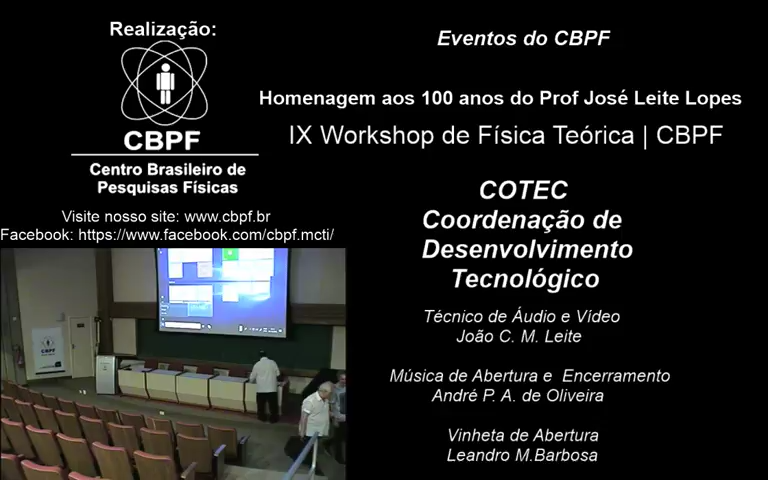 Realização:
CBPF
Centro Brasileiro de
Pesquisas Físicas
Visite nosso site: www.cbpf.br
Facebook: https://www.facebook.com/cbpf.mcti/
Eventos do CBPF
Homenagem aos 100 anos do Prof José Leite Lopes
IX Workshop de Física Teórica | CBPF
COTEC
Coordenação de
Desenvolvimento
Tecnológico
Técnico de Áudio e Vídeo
João C. M. Leite
Música de Abertura e Encerramento
André P. A. de Oliveira
Vinheta de Abertura
Leandro M.Barbosa
CBPF